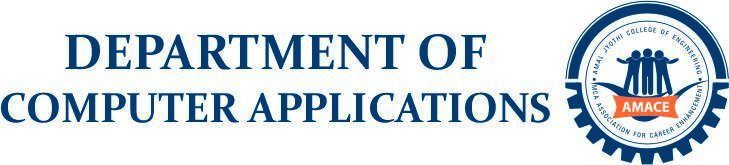 DEPARTMENT OF
COMPUTER APPLICATIONS
AMAL JYOTHI COLLEGE OF ENGINEERING
AMACE
MCA ASSOCIATION FOR CAREER ENHANCEMENT